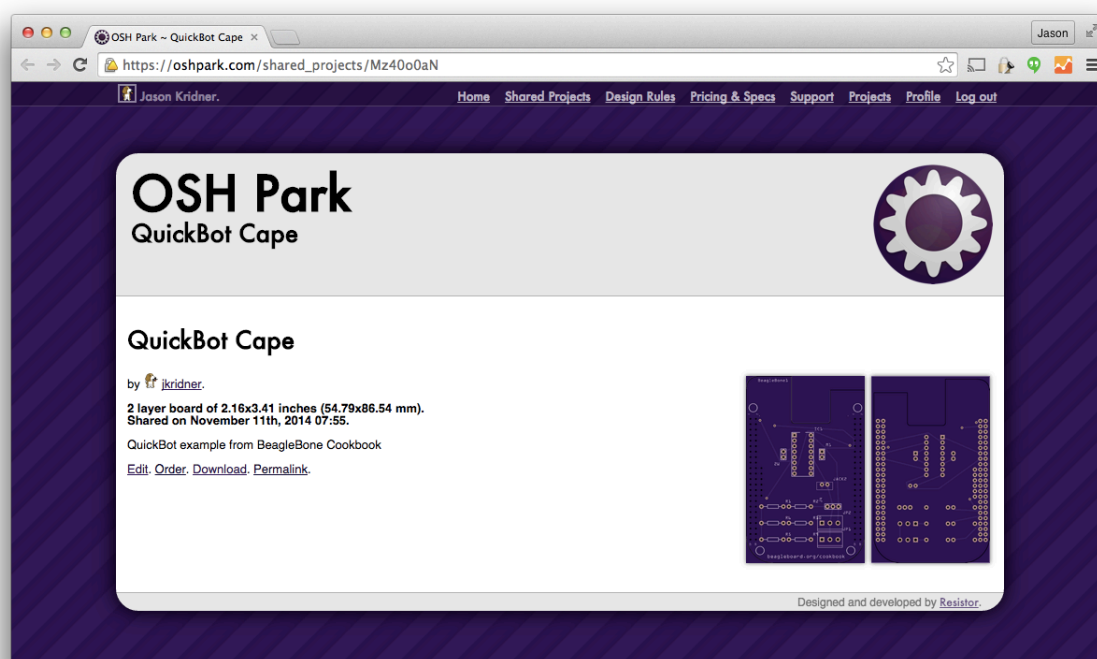 OSH Park ~ QuickBot Cape
Jason
https://oshpark.com/shared_projects/Mz40o0aN
Jason Kridner.
Home Shared Projects Design Rules Pricing & Specs Support Projects Profile Log out
OSH Park
QuickBot Cape
QuickBot Cape
by jkridner.
2 layer board of 2.16x3.41 inches (54.79x86.54 mm).
Shared on November 11th, 2014 07:55.
QuickBot example from BeagleBone Cookbook
Edit. Order. Download. Permalink.
beagleboard.org/cookbook
Designed and developed by Resistor.